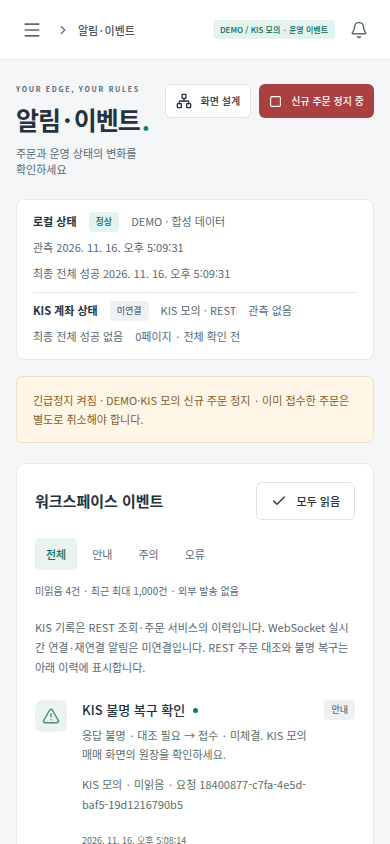 알림·이벤트
DEMO / KIS 모의 · 운영 이벤트
YOUR EDGE, YOUR RULES
알림·이벤트.
화면 설계
신규 주문 정지 중
주문과 운영 상태의 변화를
확인하세요
로컬 상태 정상 DEMO · 합성 데이터
관측 2026. 11. 16. 오후 5:09:31
최종 전체 성공 2026. 11. 16. 오후 5:09:31
KIS 계좌 상태 미연결 KIS 모의 · REST 관측 없음
최종 전체 성공 없음 0페이지 · 전체 확인 전
긴급정지 켜짐 · DEMO·KIS 모의 신규 주문 정지 · 이미 접수한 주문은
별도로 취소해야 합니다.
워크스페이스 이벤트
모두 읽음
전체 안내 주의 오류
미읽음 4건 · 최근 최대 1,000건 · 외부 발송 없음
KIS 기록은 REST 조회·주문 서비스의 이력입니다. WebSocket 실시
간 연결·재연결 알림은 미연결입니다. REST 주문 대조와 불명 복구는
아래 이력에 표시합니다.
KIS 불명 복구 확인
안내
응답 불명 · 대조 필요 → 접수 · 미체결. KIS 모의
매매 화면의 원장을 확인하세요.
KIS 모의 · 미읽음 · 요청 18400877-c7fa-4e5d-
baf5-19d1216790b5
2026. 11. 16. 오후 5:08:14